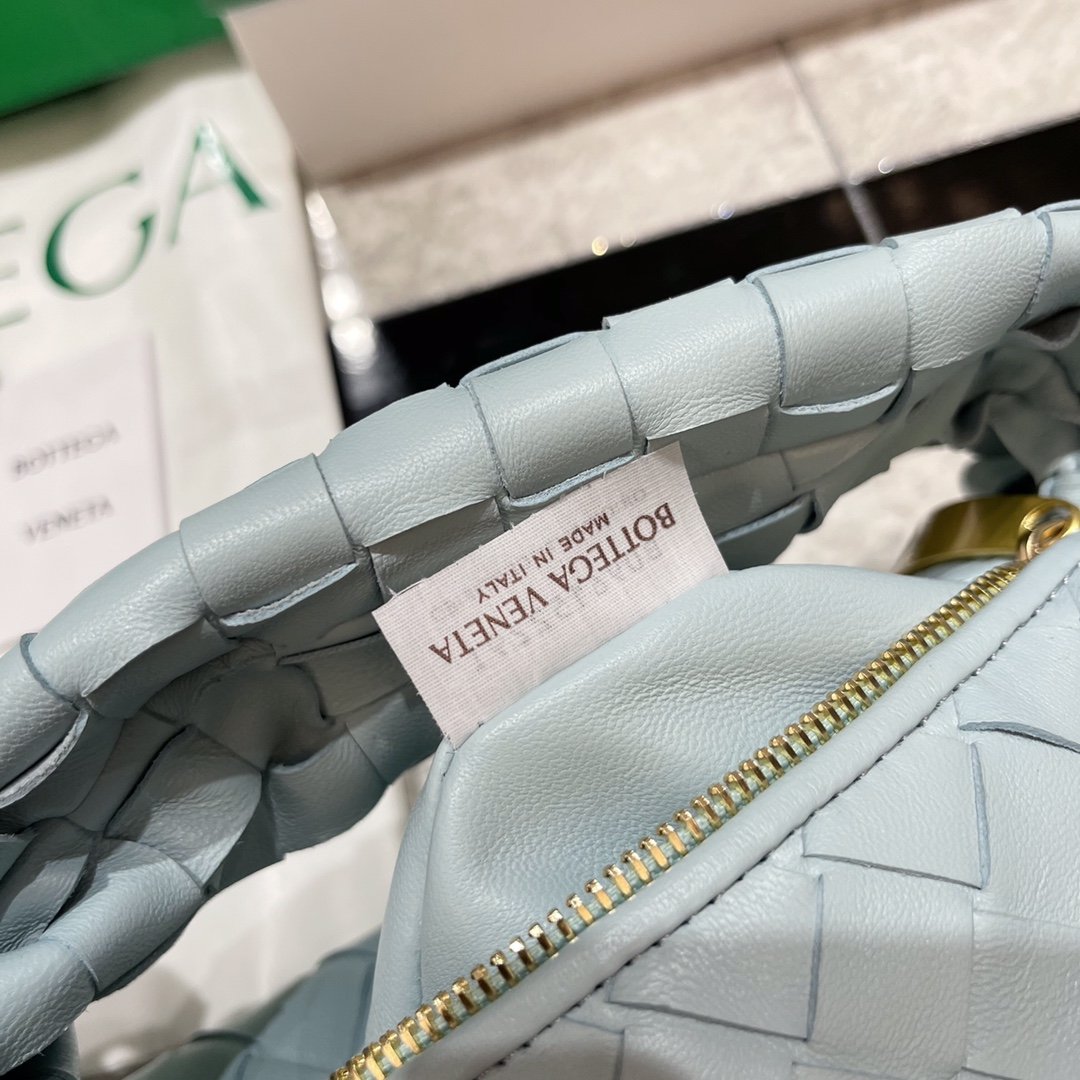 EGA
BOTTEGA
VENETA
BOTTEGA VENETA
MADE IN ITALY